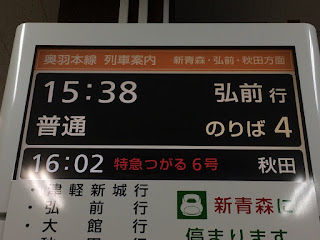 奥羽本線 列車案内 新青森・弘前・秋田方面
15:38 弘前 行
普通 のりば 4
16:02 特急つがる6号 秋田
・津軽新城行
・弘前行
・大館行
新青森に
停まります